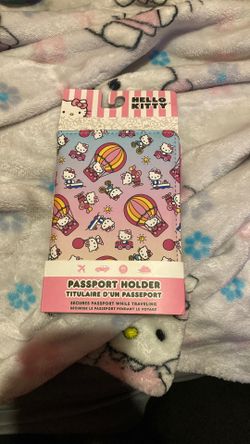 HELLO
KITTY
PASSPORT HOLDER
TITULAIRE D'UN PASSEPORT
SECURES PASSPORT WHILE TRAVELING
SÉCURISE LE PASSEPORT PENDANT LE VOYAGE